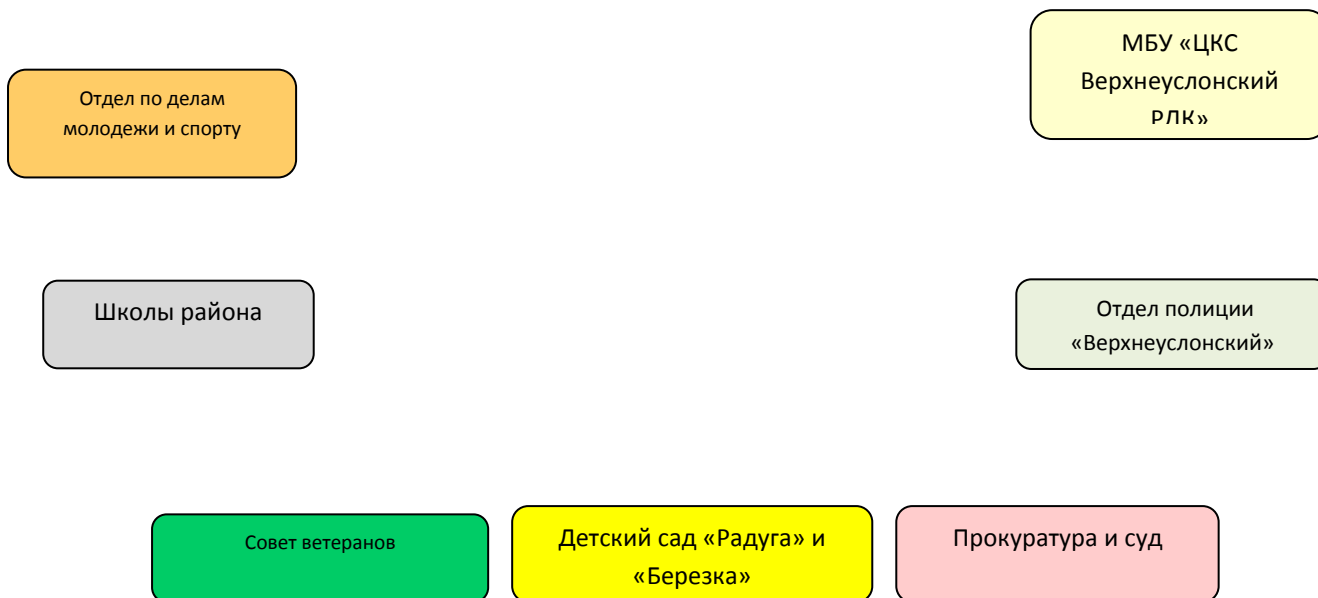 МБУ «ЦКС
Верхнеуслонский
РДК»
Отдел по делам
молодежи и спорту
Школы района
Отдел полиции
«Верхнеуслонский»
Совет ветеранов
Детский сад «Радуга» и
«Березка»
Прокуратура и суд